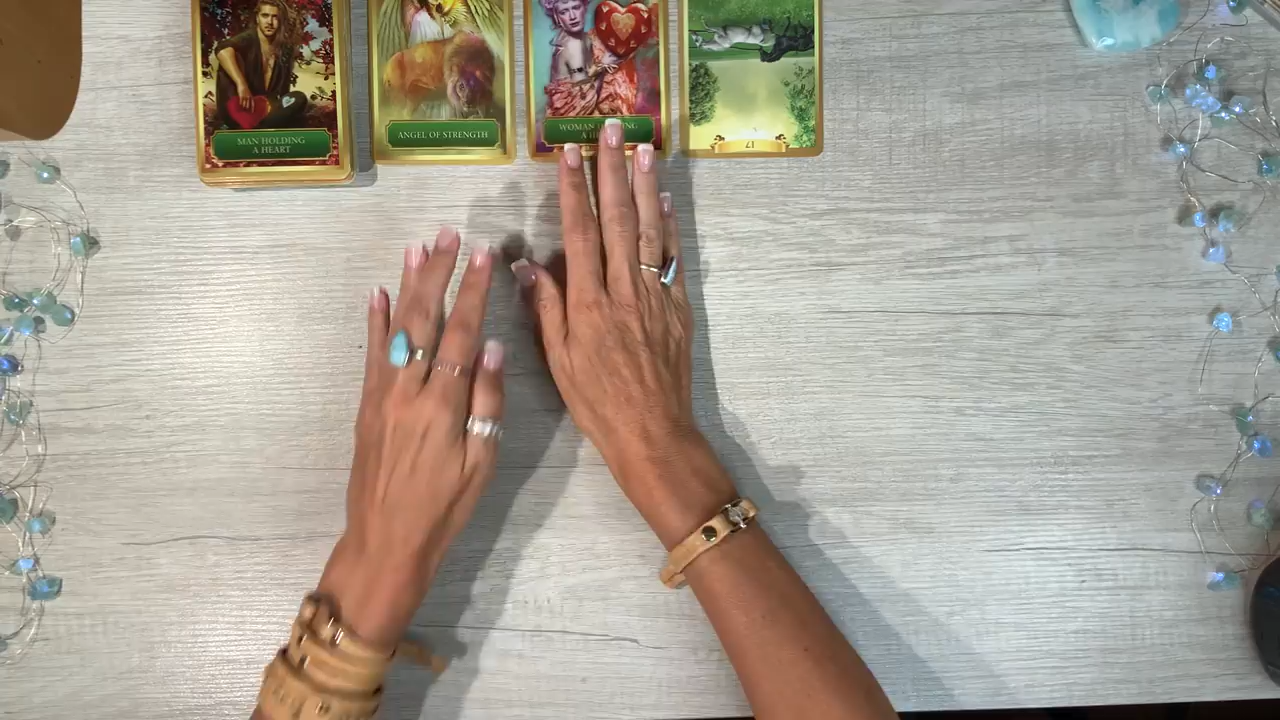 MAN HOLDING
A HEART
ANGEL OF STRENGTH
WOMAN
A
17